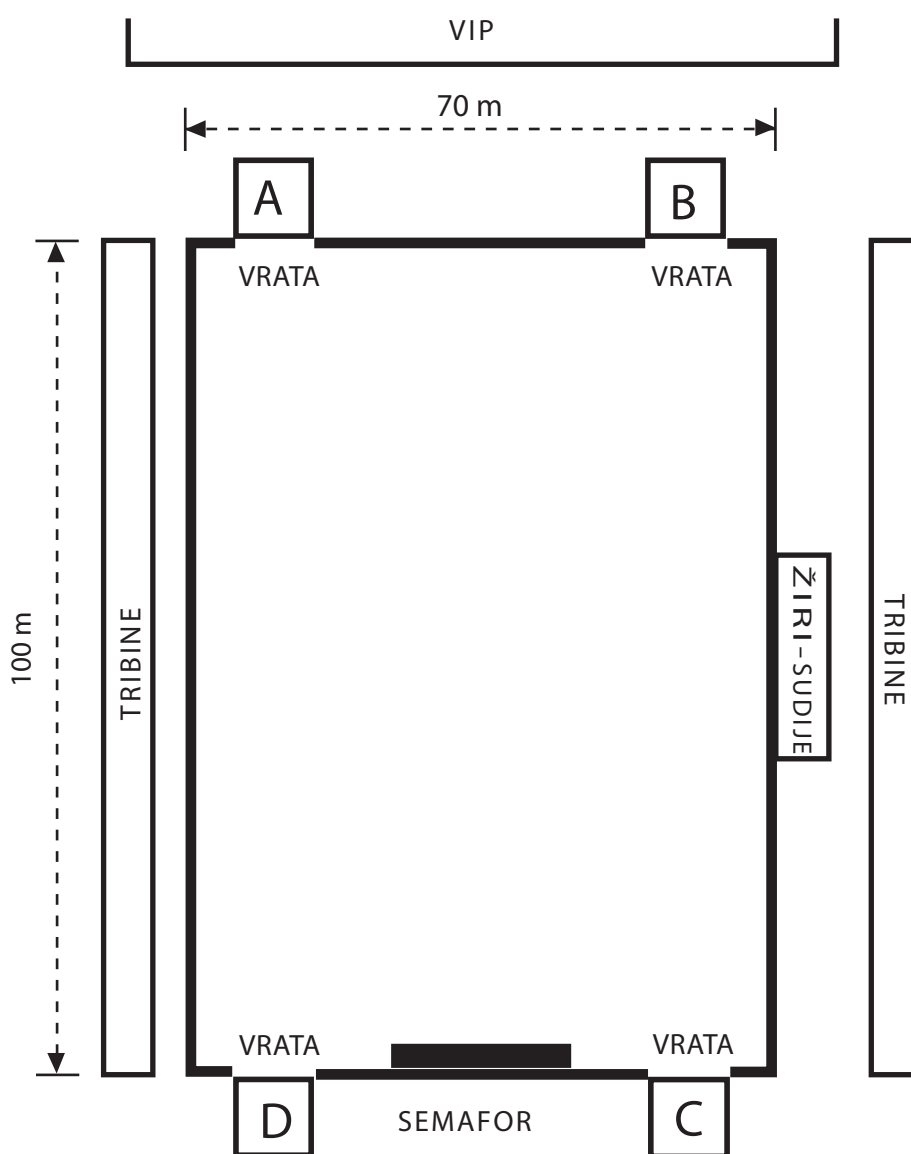 VIP
70 m
A
B
VRATA
VRATA
100 m
TRIBINE
ŽIRI-SUDIJE
TRIBINE
VRATA
VRATA
D
SEMAFOR
C